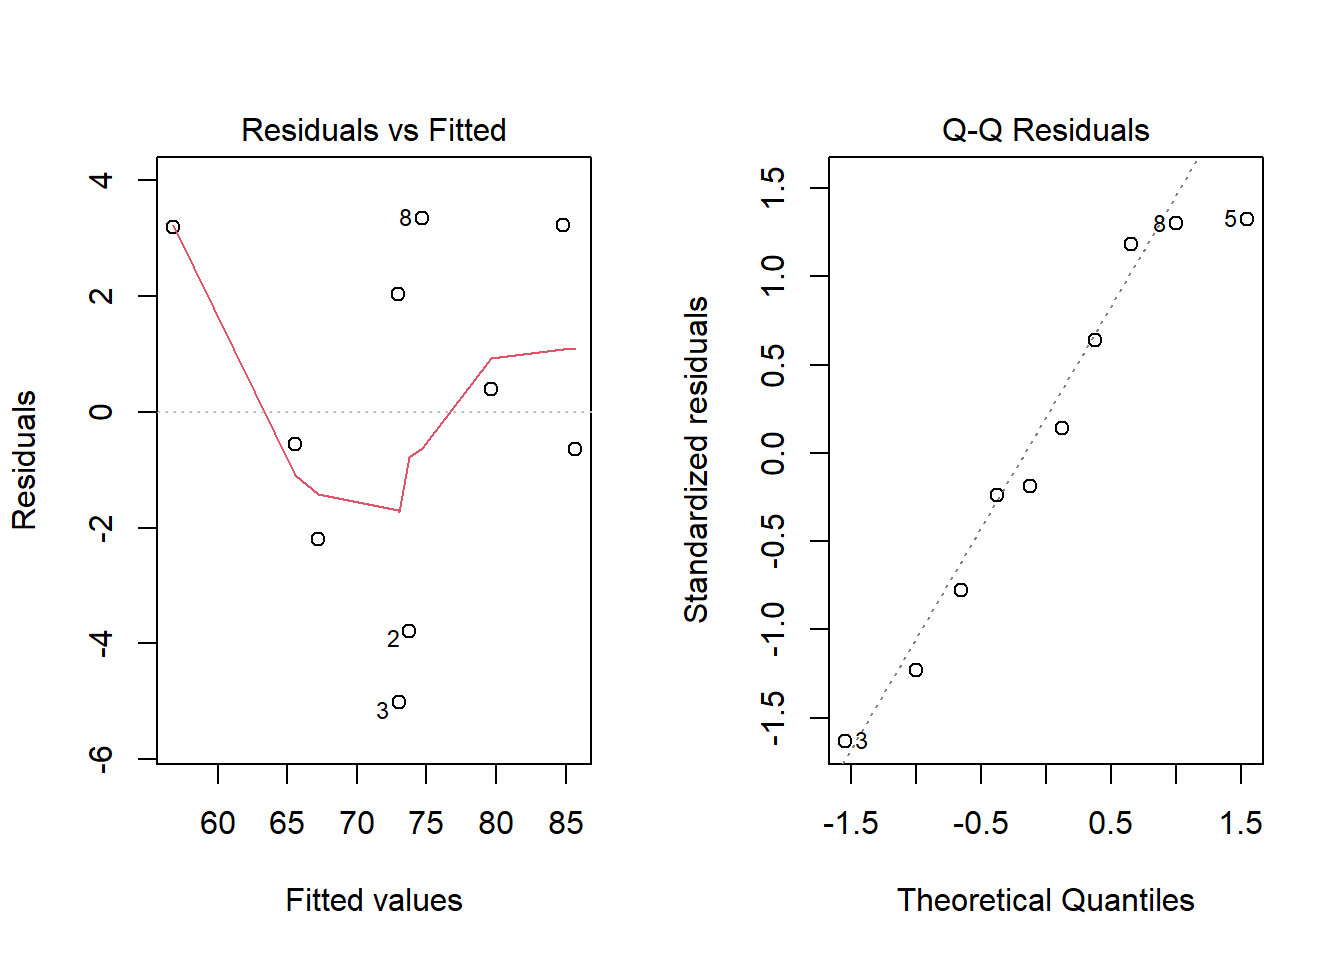 Residuals vs Fitted
4
2
0
-2
-4
-6
Residuals
8
2
3
60 65 70 75 80 85
Fitted values
Q-Q Residuals
1.5
1.0
0.5
0.0
-0.5
-1.0
-1.5
Standardized residuals
8
5
3
-1.5 -0.5 0.5 1.5
Theoretical Quantiles